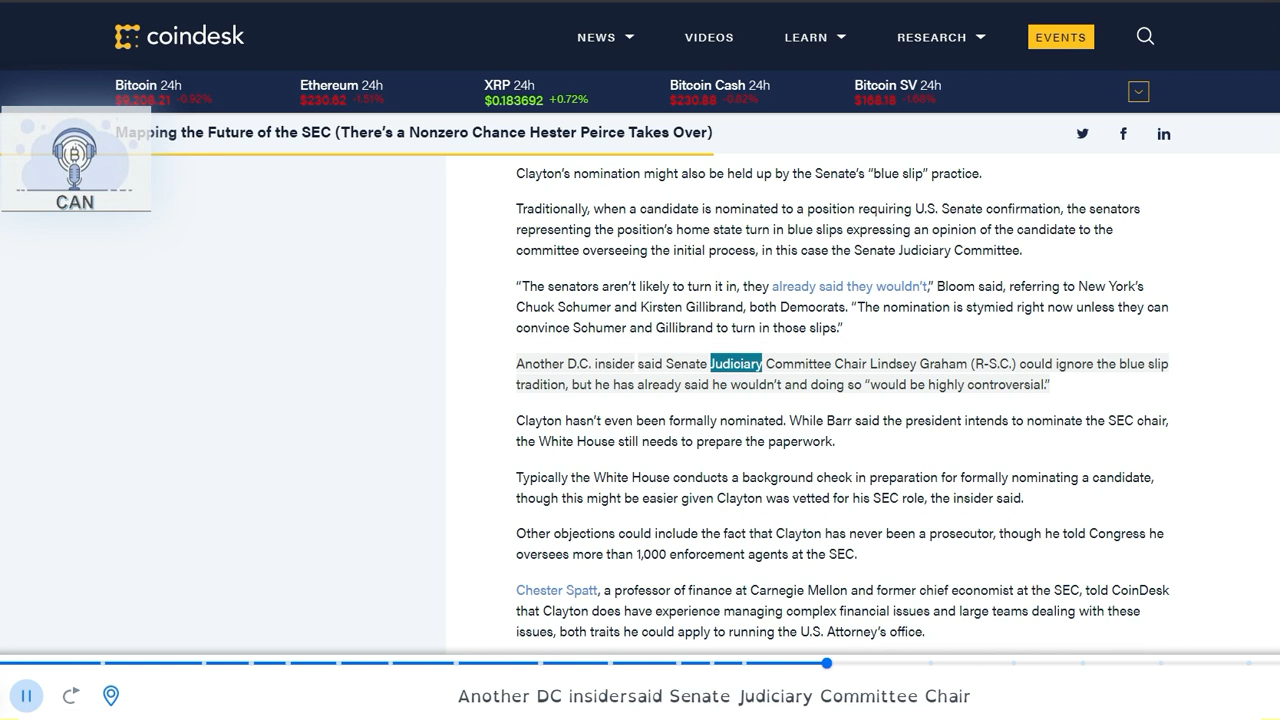 coindesk
NEWS
VIDEOS
LEARN
RESEARCH
EVENTS
Bitcoin 24h
$9,208.21 -0.92%
Ethereum 24h
$230.62 -1.51%
XRP 24h
$0.183692 +0.72%
Bitcoin Cash 24h
$230.88 -0.62%
Bitcoin SV 24h
$168.18 -1.68%
Mapping the Future of the SEC (There's a Nonzero Chance Hester Peirce Takes Over)
CAN
Clayton's nomination might also be held up by the Senate's “blue slip” practice.
Traditionally, when a candidate is nominated to a position requiring U.S. Senate confirmation, the senators
representing the position's home state turn in blue slips expressing an opinion of the candidate to the
committee overseeing the initial process, in this case the Senate Judiciary Committee.
“The senators aren't likely to turn it in, they already said they wouldn't,” Bloom said, referring to New York's
Chuck Schumer and Kirsten Gillibrand, both Democrats. “The nomination is stymied right now unless they can
convince Schumer and Gillibrand to turn in those slips.”
Another D.C. insider said Senate Judiciary Committee Chair Lindsey Graham (R-S.C.) could ignore the blue slip
tradition, but he has already said he wouldn't and doing so “would be highly controversial.”
Clayton hasn't even been formally nominated. While Barr said the president intends to nominate the SEC chair,
the White House still needs to prepare the paperwork.
Typically the White House conducts a background check in preparation for formally nominating a candidate,
though this might be easier given Clayton was vetted for his SEC role, the insider said.
Other objections could include the fact that Clayton has never been a prosecutor, though he told Congress he
oversees more than 1,000 enforcement agents at the SEC.
Chester Spatt, a professor of finance at Carnegie Mellon and former chief economist at the SEC, told CoinDesk
that Clayton does have experience managing complex financial issues and large teams dealing with these
issues, both traits he could apply to running the U.S. Attorney's office.
Another DC insidersaid Senate Judiciary Committee Chair